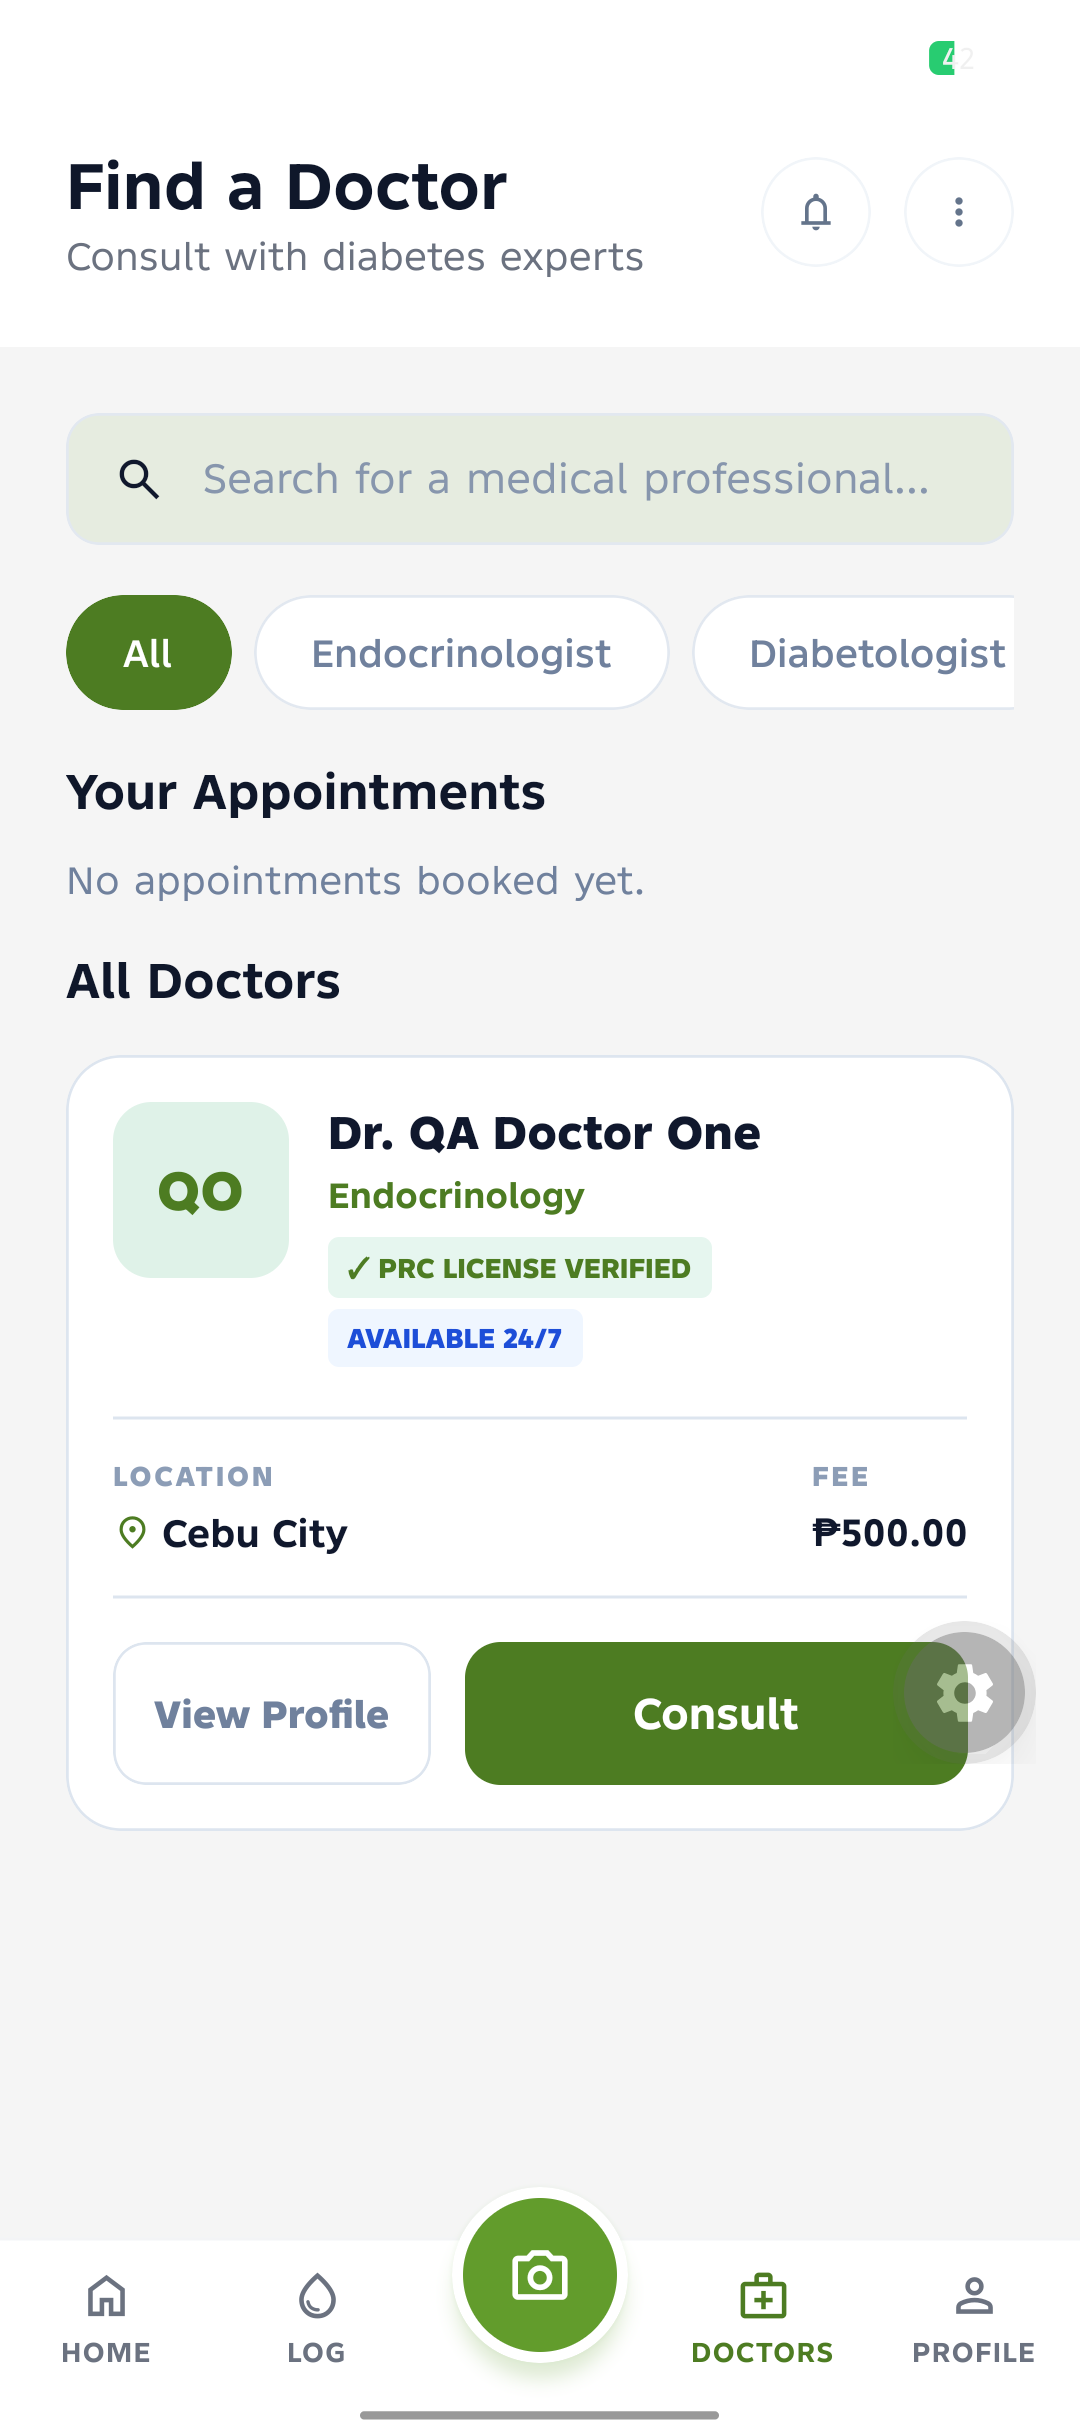 42
Find a Doctor
Consult with diabetes experts
Search for a medical professional...
All
Endocrinologist
Diabetologist
Your Appointments
No appointments booked yet.
All Doctors
QO
Dr. QA Doctor One
Endocrinology
✓ PRC LICENSE VERIFIED
AVAILABLE 24/7
LOCATION
FEE
Cebu City
₱500.00
View Profile
Consult
HOME
LOG
DOCTORS
PROFILE